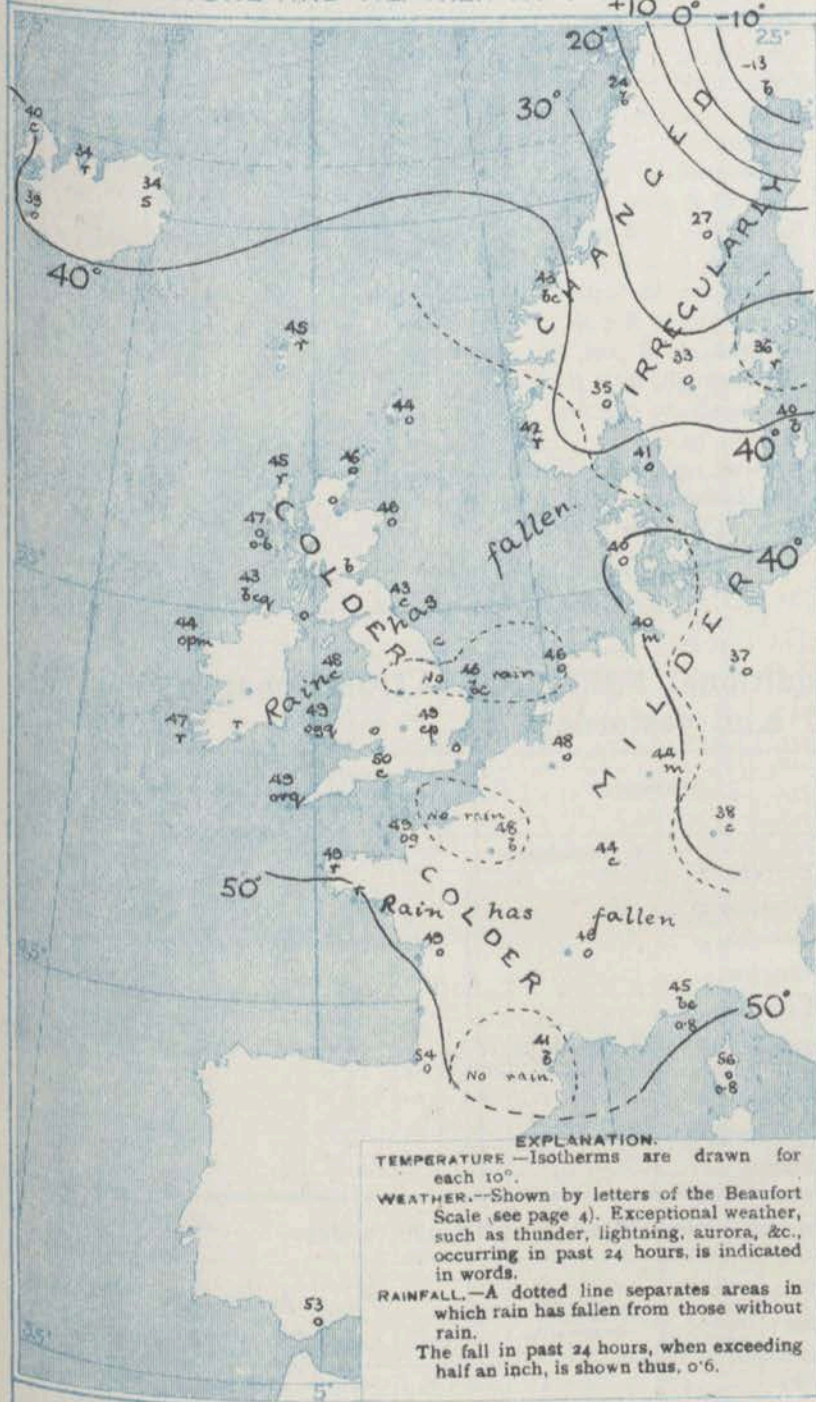 +10° 0° -10°
25°
20°
-13
b
24
b
30°
40
c
34
r
34
s
39
o
27
o
CHANGED
IRREGULARLY
40°
43
bc
45
r
36
r
33
o
35
o
44
o
42
r
40
b
40°
41
o
45
r
46
o
o
47
o
0·6
46
o
COLDER
fallen.
40
o
40°
b
43
bcq
43
c
has
o
44
opm
c
40
m
MILDER
37
o
48
c
No rain
46
bc
46
o
Rain
47
r
r
49
ogq
o
49
cp
o
50
c
48
o
44
m
49
orq
No rain.
48
b
38
c
49
og
44
c
50°
49
r
COLDER
Rain has fallen
49
o
46
o
45°
45
bc
0·8
50°
41
b
54
o
No rain.
56
o
0·8
EXPLANATION.
TEMPERATURE—Isotherms are drawn for
each 10°.
WEATHER.--Shown by letters of the Beaufort
Scale (see page 4). Exceptional weather,
such as thunder, lightning, aurora, &c.,
occurring in past 24 hours, is indicated
in words.
RAINFALL.—A dotted line separates areas in
which rain has fallen from those without
rain.
The fall in past 24 hours, when exceeding
half an inch, is shown thus, 0·6.
53
o
35°
5°